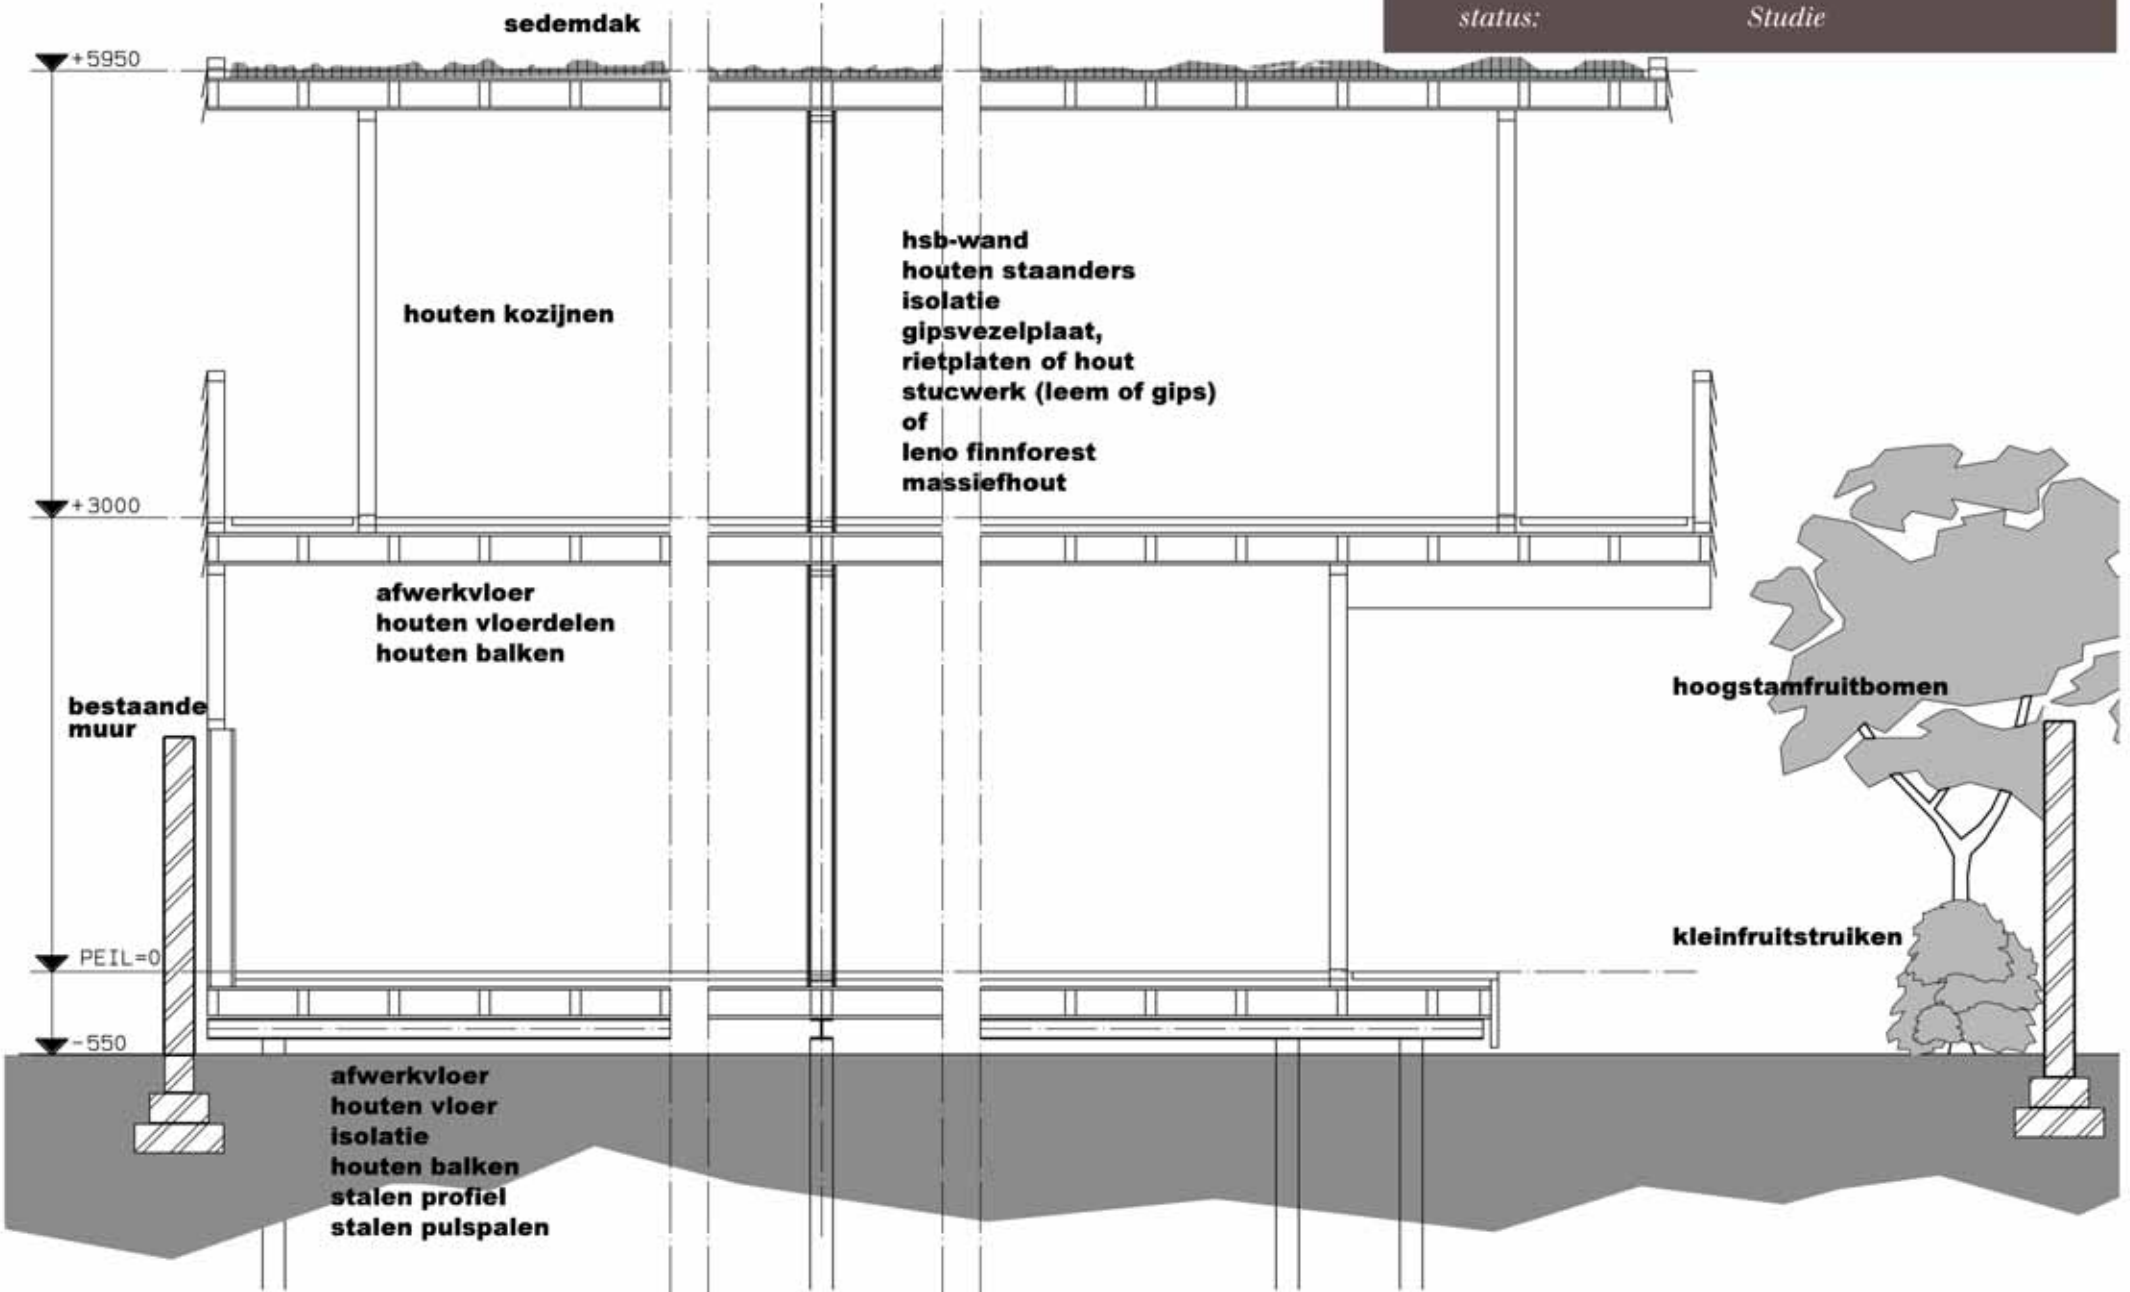 status: Studie
sedemdak
+5950
hsb-wand
houten staanders
isolatie
gipsvezelplaat,
rietplaten of hout
stucwerk (leem of gips)
of
leno finnforest
massiefhout
houten kozijnen
+3000
afwerkvloer
houten vloerdelen
houten balken
bestaande
muur
hoogstamfruitbomen
kleinfruitstruiken
PEIL=0
-550
afwerkvloer
houten vloer
isolatie
houten balken
stalen profiel
stalen pulspalen